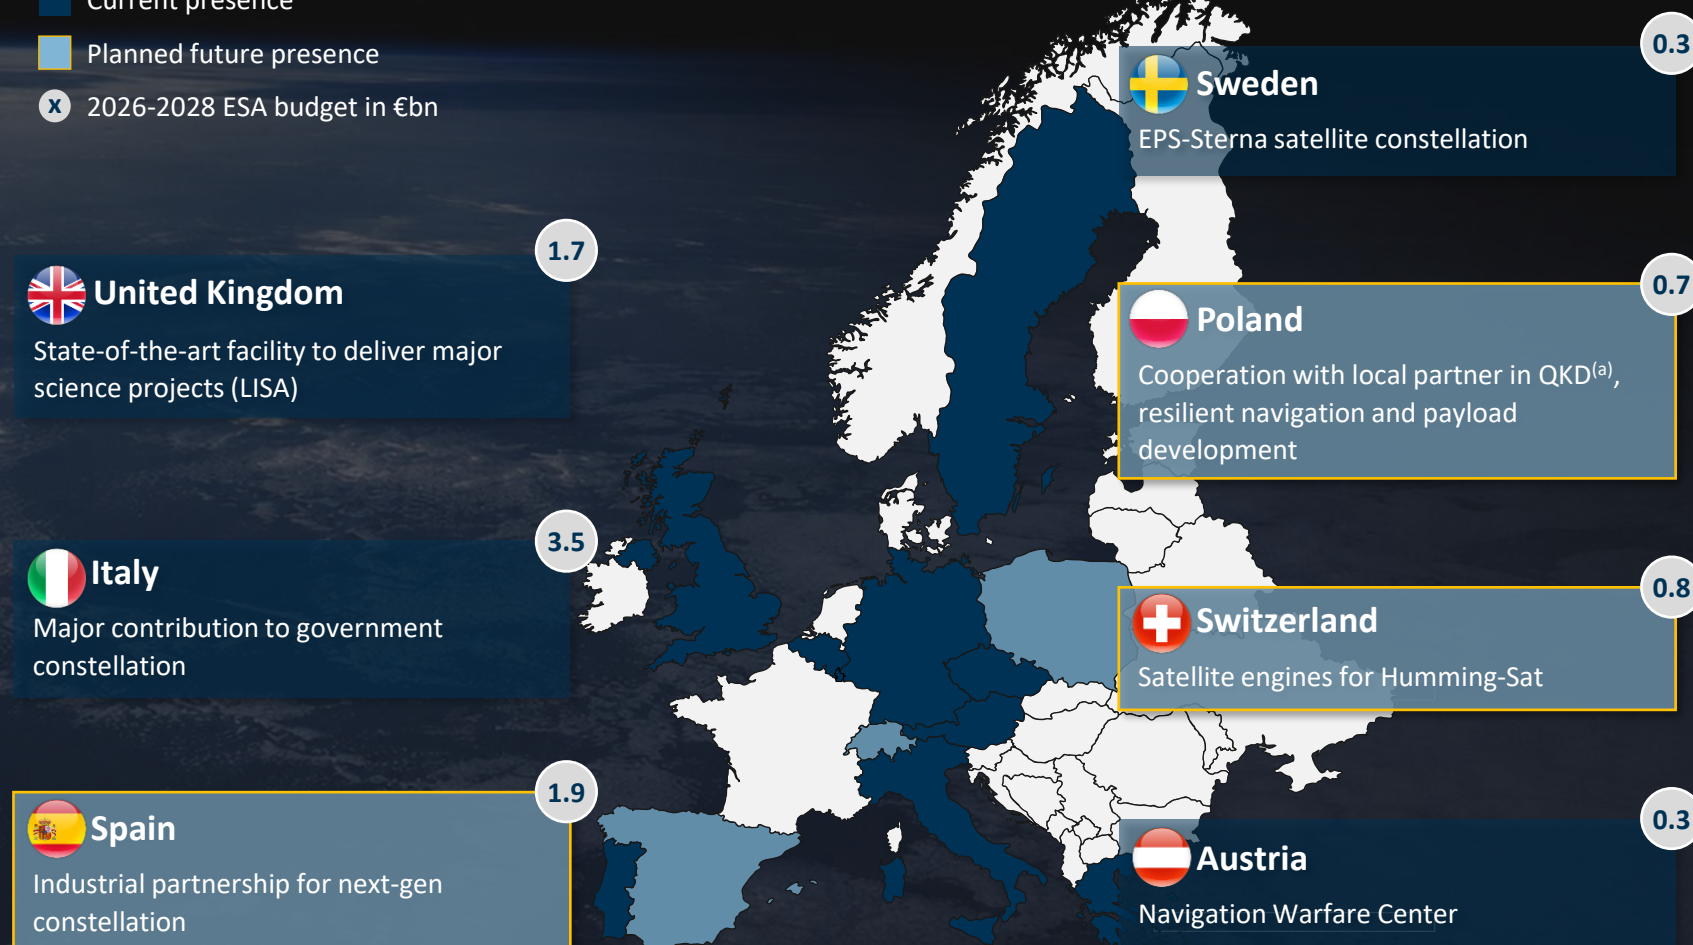 Current presence
Planned future presence
x 2026-2028 ESA budget in €bn
0.3
Sweden
EPS-Sterna satellite constellation
1.7
United Kingdom
State-of-the-art facility to deliver major
science projects (LISA)
0.7
Poland
Cooperation with local partner in QKD(a),
resilient navigation and payload
development
3.5
Italy
Major contribution to government
constellation
0.8
Switzerland
Satellite engines for Humming-Sat
1.9
Spain
Industrial partnership for next-gen
constellation
0.3
Austria
Navigation Warfare Center